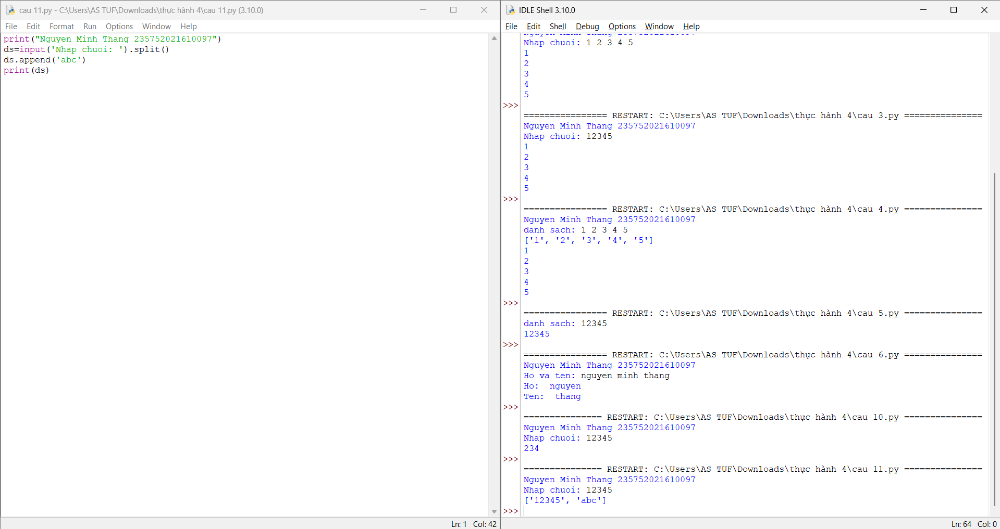 cau 11.py - C:\Users\AS TUF\Downloads\thực hành 4\cau 11.py (3.10.0)
File Edit Format Run Options Window Help
print("Nguyen Minh Thang 235752021610097")
ds=input('Nhap chuoi: ').split()
ds.append('abc')
print(ds)
Ln: 1 Col: 42
IDLE Shell 3.10.0
File Edit Shell Debug Options Window Help
Nguyen Minh Thang 235752021610097
Nhap chuoi: 1 2 3 4 5
1
2
3
4
5
>>>
================ RESTART: C:\Users\AS TUF\Downloads\thực hành 4\cau 3.py ===============
Nguyen Minh Thang 235752021610097
Nhap chuoi: 12345
1
2
3
4
5
>>>
================ RESTART: C:\Users\AS TUF\Downloads\thực hành 4\cau 4.py ===============
Nguyen Minh Thang 235752021610097
danh sach: 1 2 3 4 5
['1', '2', '3', '4', '5']
1
2
3
4
5
>>>
================ RESTART: C:\Users\AS TUF\Downloads\thực hành 4\cau 5.py ===============
danh sach: 12345
12345
>>>
================ RESTART: C:\Users\AS TUF\Downloads\thực hành 4\cau 6.py ===============
Nguyen Minh Thang 235752021610097
Ho va ten: nguyen minh thang
Ho:  nguyen
Ten:  thang
>>>
=============== RESTART: C:\Users\AS TUF\Downloads\thực hành 4\cau 10.py ===============
Nguyen Minh Thang 235752021610097
Nhap chuoi: 12345
234
>>>
=============== RESTART: C:\Users\AS TUF\Downloads\thực hành 4\cau 11.py ===============
Nguyen Minh Thang 235752021610097
Nhap chuoi: 12345
['12345', 'abc']
>>>
Ln: 64 Col: 0